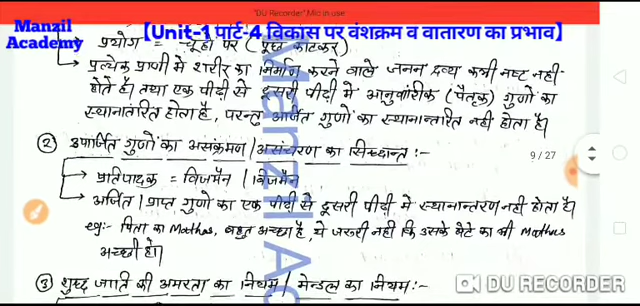 "DU Recorder" Mic in use
Manzil Academy
【Unit-1 पार्ट-4 विकास पर वंशक्रम व वातारण का प्रभाव】
प्रयोग = चूहों पर (पूछ काटकर)
प्रत्येक प्राणी मे शरीर का निर्माण करने वाले जनन द्रव्य कभी नष्ट नही
होते है। तथा एक पीढी से दूसरी पीढी मे आनुवांशिक (पैतृक) गुणों का
स्थानातंरित होता है, परन्तु अर्जित गुणों का स्थानान्तरित नही होता है।
② उपार्जित गुणों का असंक्रमण / असंचरण का सिध्दान्त :-
9 / 27
प्रतिपादक = विजमैन / बिजमैन
अर्जित / प्राप्त गुणों का एक पीढी से दूसरी पीढी मे स्थानान्तरण नही होता है।
eg:- पिता का Maths बहुत अच्छा है, ये जरुरी नही कि उसके बेटे का भी Maths
अच्छी हो।
③ शुध्द जाति की अमरता का नियम / मेन्डल का नियम :-
DU RECORDER
Manzil Ac